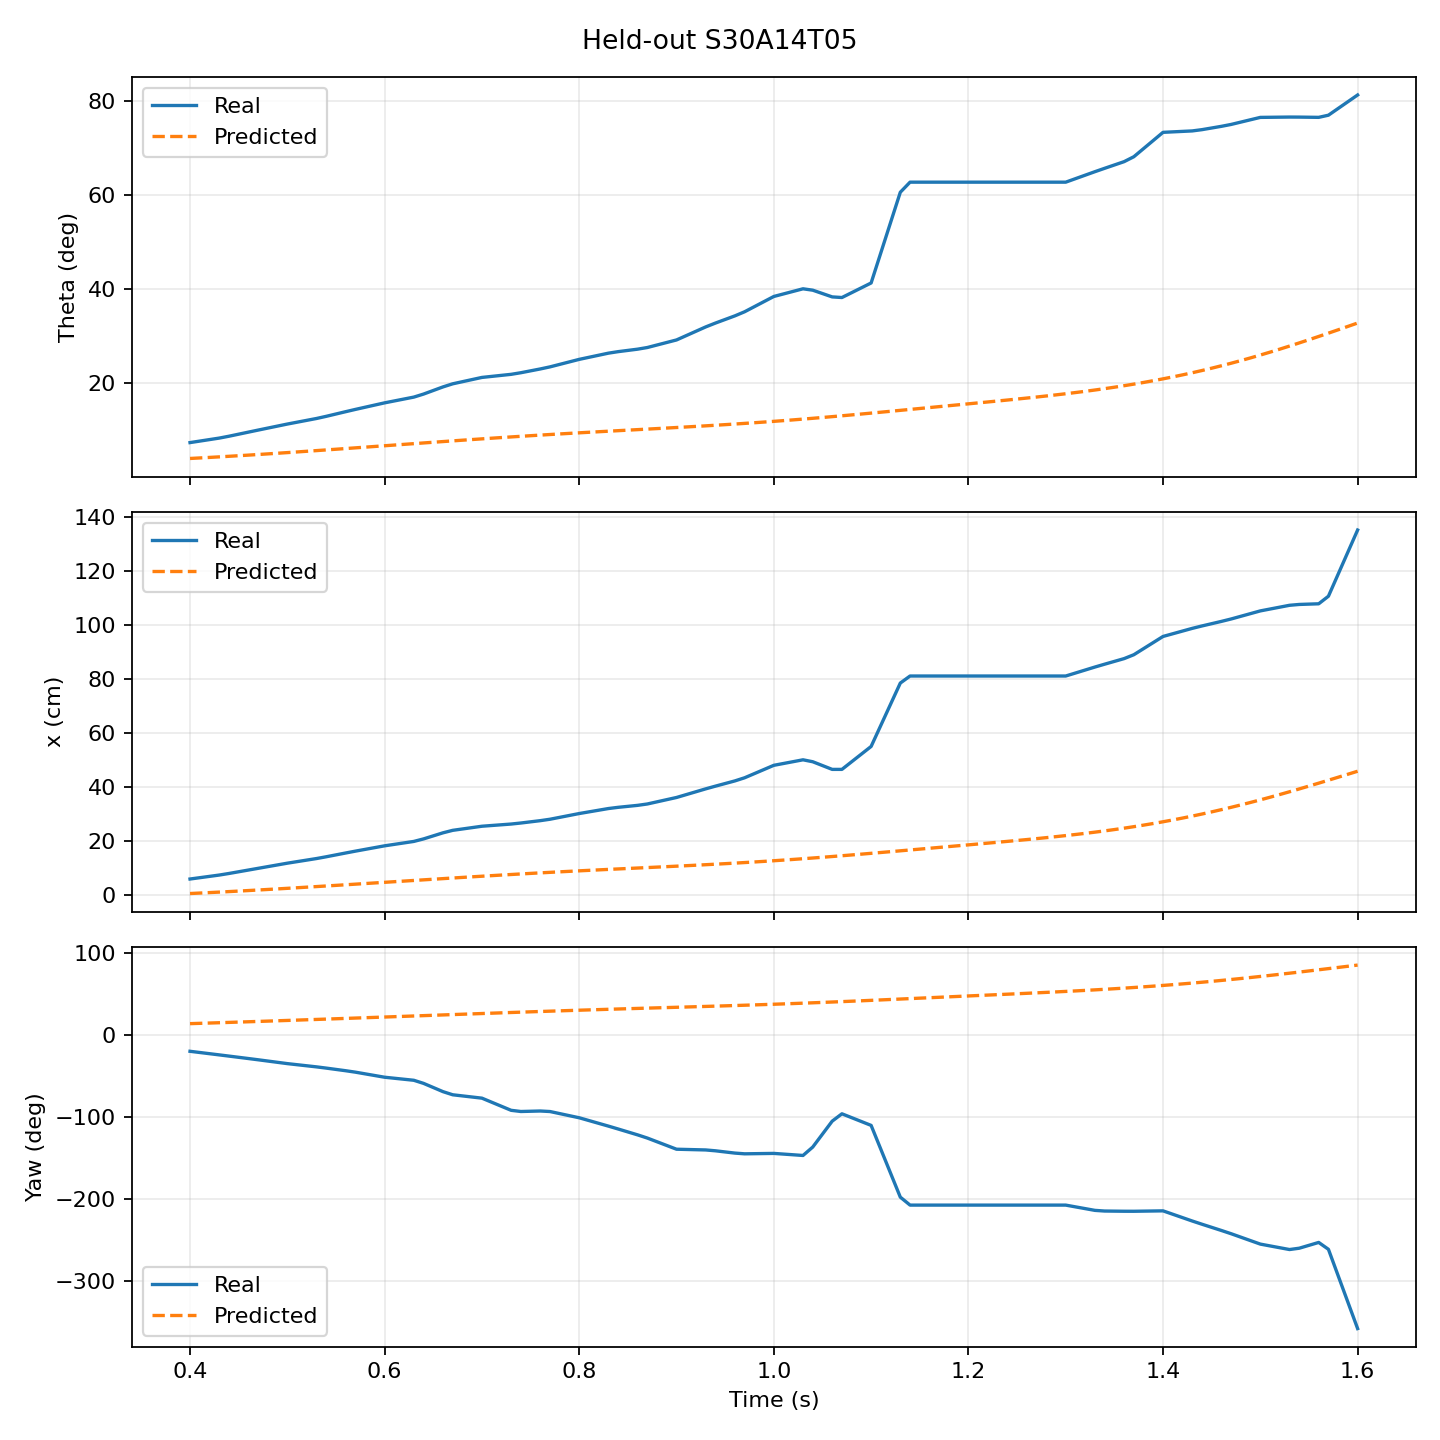 Held-out S30A14T05
Real
Predicted
80
60
40
20
Theta (deg)
Real
Predicted
140
120
100
80
60
40
20
0
x (cm)
Real
Predicted
100
0
−100
−200
−300
Yaw (deg)
0.4 0.6 0.8 1.0 1.2 1.4 1.6
Time (s)